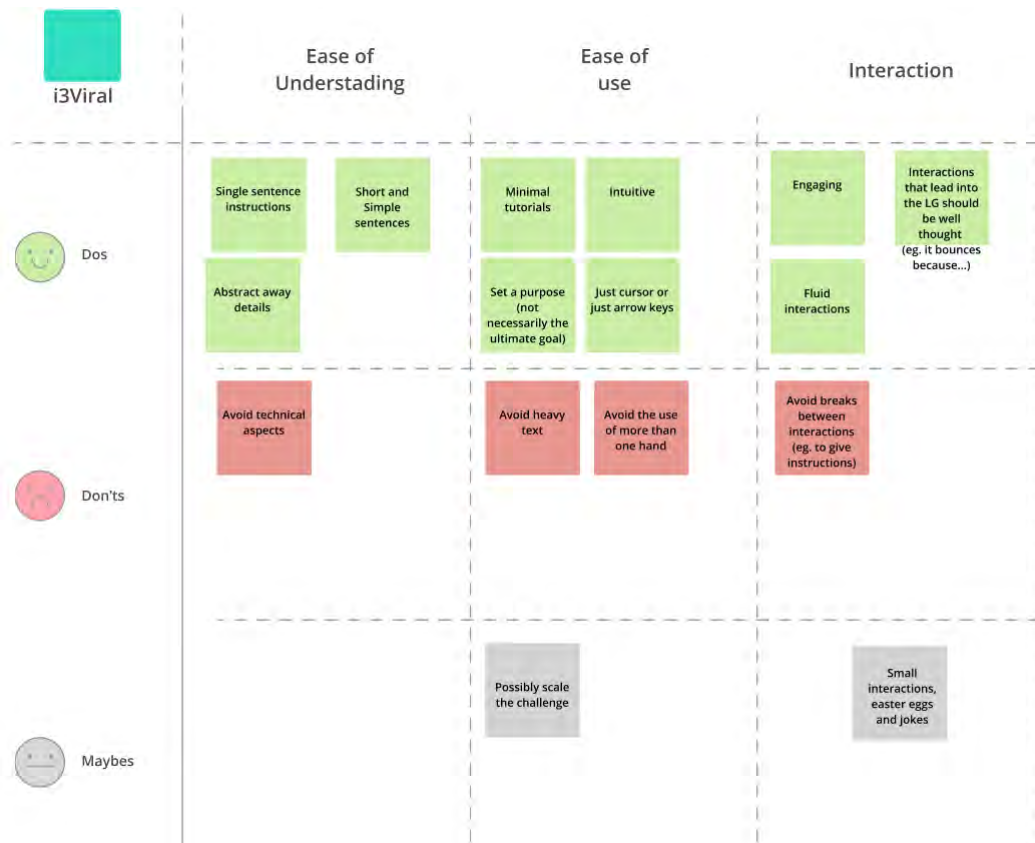 i3Viral
Ease of
Understading
Ease of
use
Interaction
Dos
Single sentence
instructions
Short and
Simple
sentences
Abstract away
details
Minimal
tutorials
Intuitive
Set a purpose
(not
necessarily the
ultimate goal)
Just cursor or
just arrow keys
Engaging
Interactions
that lead into
the LG should
be well
thought
(eg. it bounces
because...)
Fluid
interactions
Don'ts
Avoid technical
aspects
Avoid heavy
text
Avoid the use
of more than
one hand
Avoid breaks
between
interactions
(eg. to give
instructions)
Maybes
Possibly scale
the challenge
Small
interactions,
easter eggs
and jokes